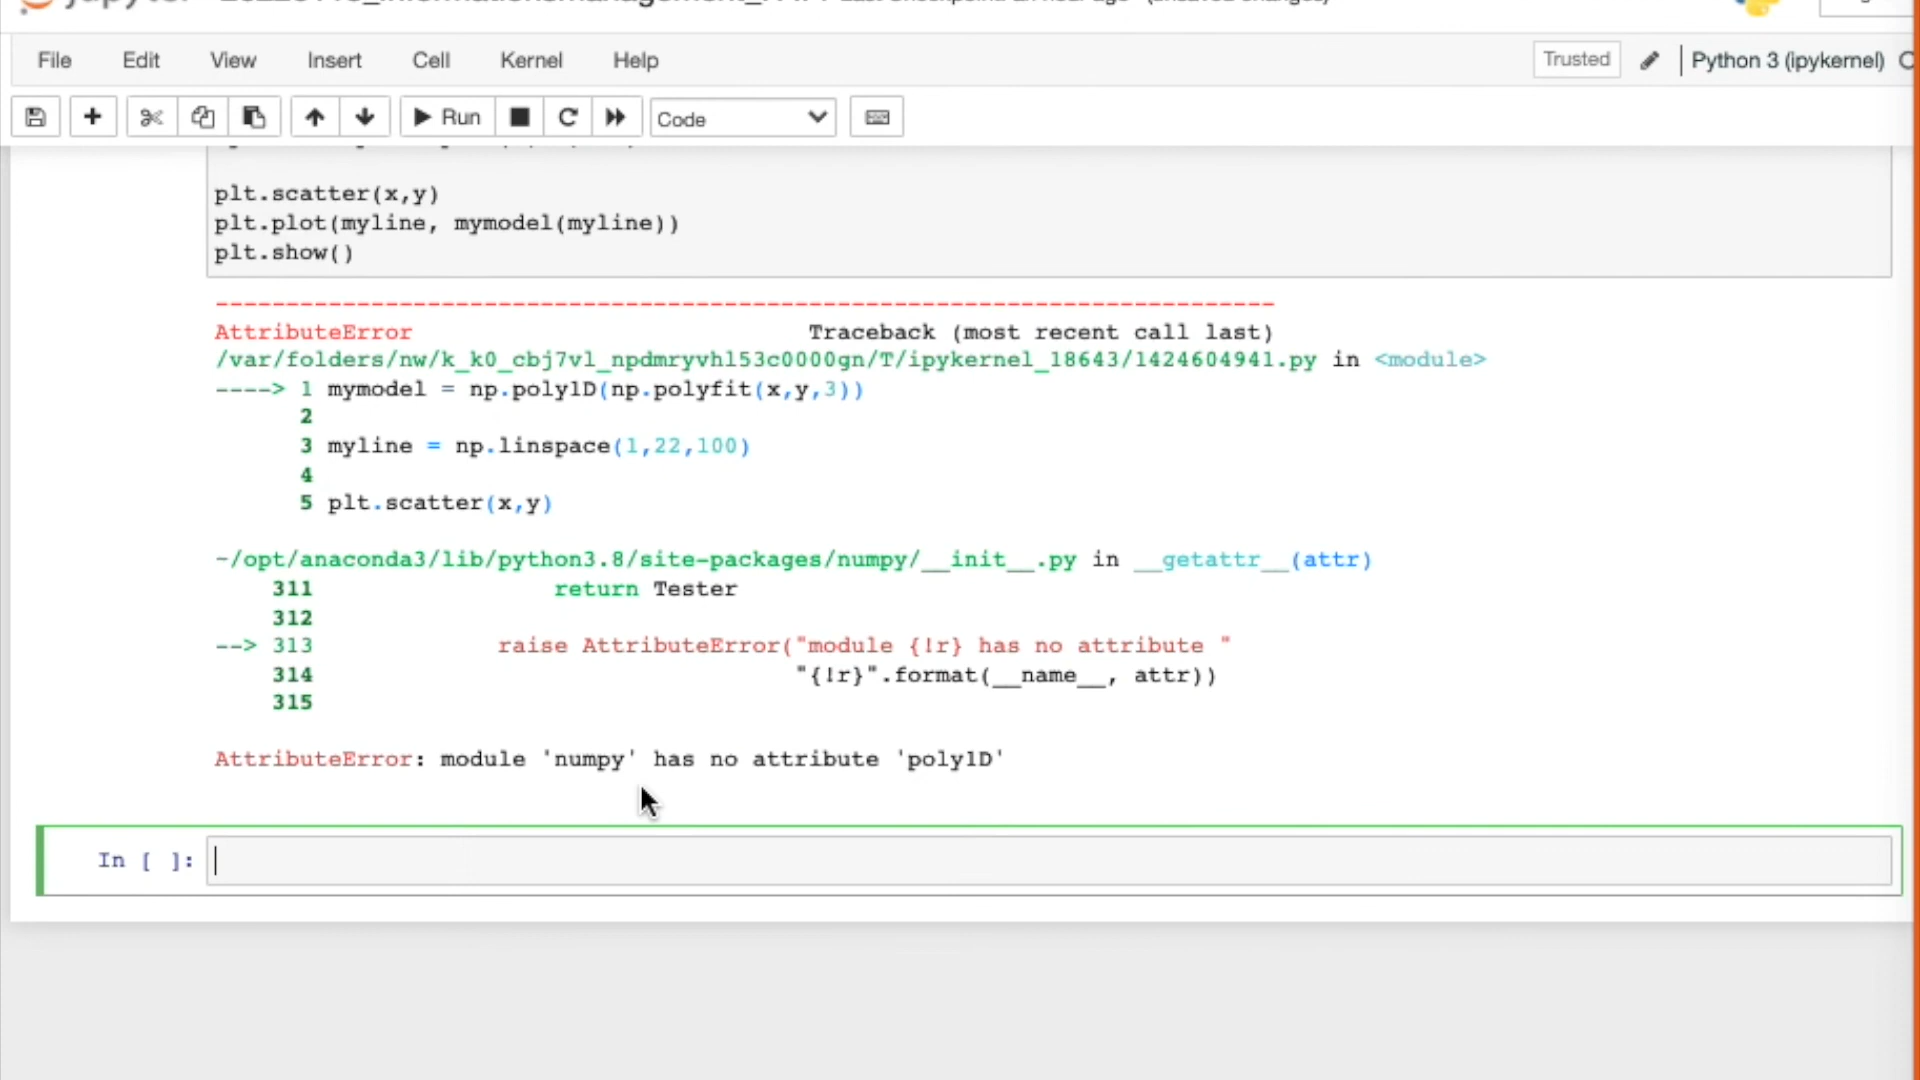 File Edit View Insert Cell Kernel Help Trusted Python 3 (ipykernel)
Run Code
plt.scatter(x,y)
plt.plot(myline, mymodel(myline))
plt.show()
---------------------------------------------------------------------------
AttributeError Traceback (most recent call last)
/var/folders/nw/k_k0_cbj7vl_npdmryvhl53c0000gn/T/ipykernel_18643/1424604941.py in <module>
----> 1 mymodel = np.poly1D(np.polyfit(x,y,3))
2
3 myline = np.linspace(1,22,100)
4
5 plt.scatter(x,y)
~/opt/anaconda3/lib/python3.8/site-packages/numpy/__init__.py in __getattr__(attr)
311 return Tester
312
--> 313 raise AttributeError("module {!r} has no attribute "
314 "{!r}".format(__name__, attr))
315
AttributeError: module 'numpy' has no attribute 'poly1D'
In [ ]: